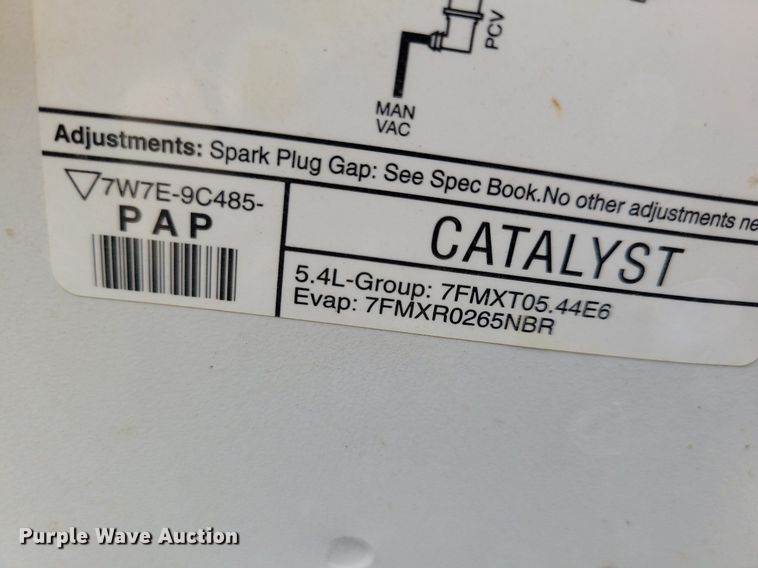 PCV
MAN
VAC
Adjustments: Spark Plug Gap: See Spec Book.No other adjustments
7W7E-9C485-
PAP
CATALYST
5.4L-Group: 7FMXT05.44E6
Evap: 7FMXR0265NBR
Purple Wave Auction